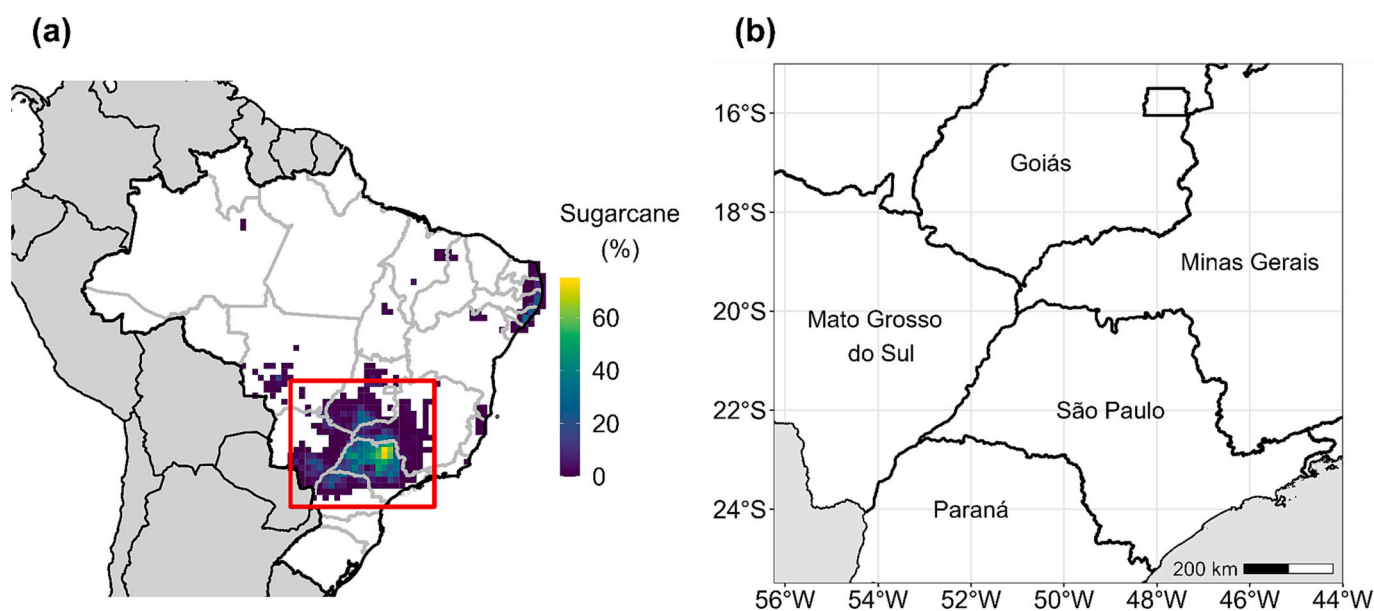 (a)
Sugarcane
(%)
60
40
20
0
(b)
16°S
18°S
20°S
22°S
24°S
Goiás
Minas Gerais
Mato Grosso
do Sul
São Paulo
Paraná
200 km
56°W 54°W 52°W 50°W 48°W 46°W 44°W